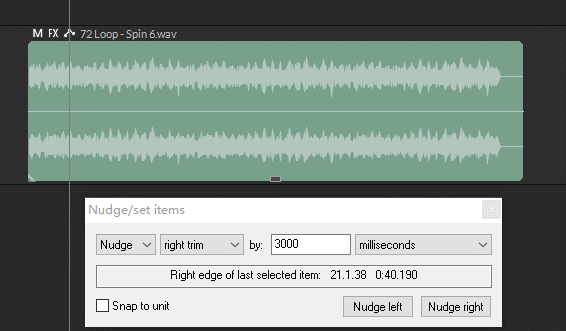 M FX 72 Loop - Spin 6.wav
Nudge/set items
Nudge right trim by: 3000 milliseconds
Right edge of last selected item: 21.1.38 0:40.190
Snap to unit Nudge left Nudge right